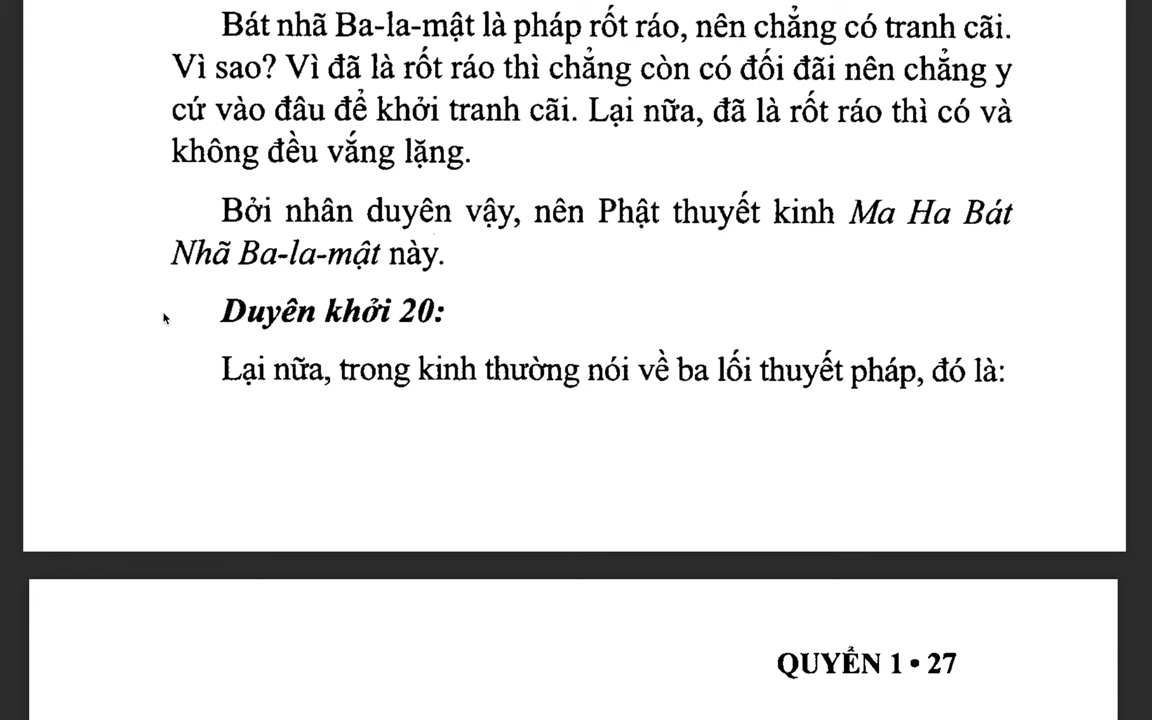 Bát nhã Ba-la-mật là pháp rốt ráo, nên chẳng có tranh cãi.
Vì sao? Vì đã là rốt ráo thì chẳng còn có đối đãi nên chẳng y
cứ vào đâu để khởi tranh cãi. Lại nữa, đã là rốt ráo thì có và
không đều vắng lặng.
Bởi nhân duyên vậy, nên Phật thuyết kinh Ma Ha Bát
Nhã Ba-la-mật này.
Duyên khởi 20:
Lại nữa, trong kinh thường nói về ba lối thuyết pháp, đó là:
QUYỂN 1 • 27